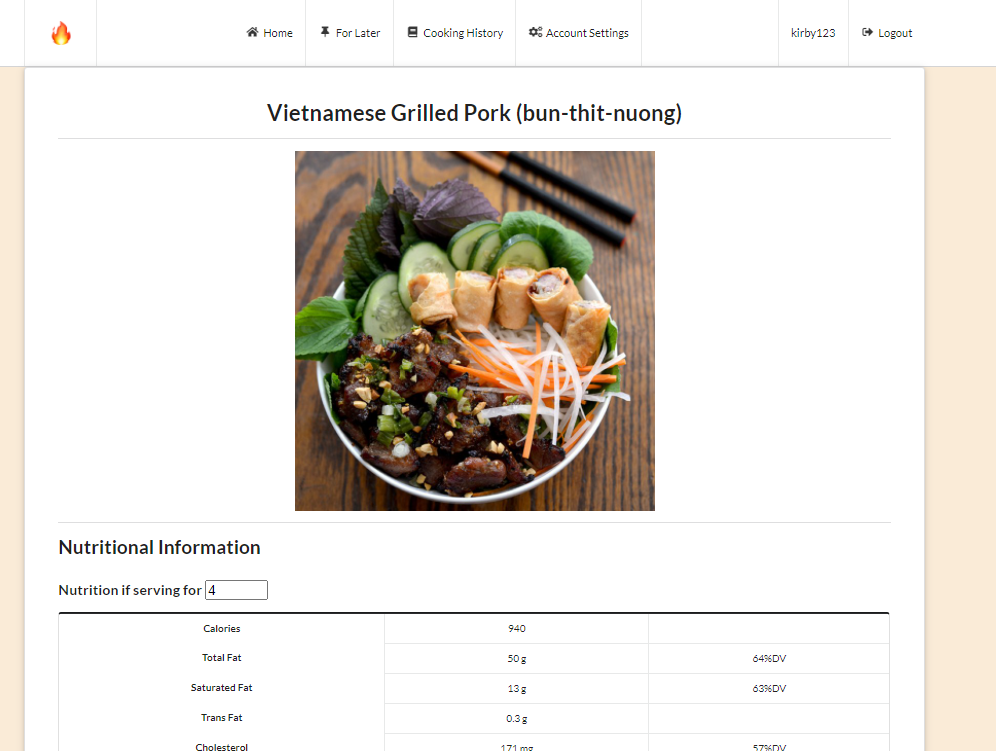 Home For Later Cooking History Account Settings kirby123 Logout
Vietnamese Grilled Pork (bun-thit-nuong)
Nutritional Information
Nutrition if serving for 4
Calories 940
Total Fat 50 g 64%DV
Saturated Fat 13 g 63%DV
Trans Fat 0.3 g
Cholesterol 171 mg 57%DV